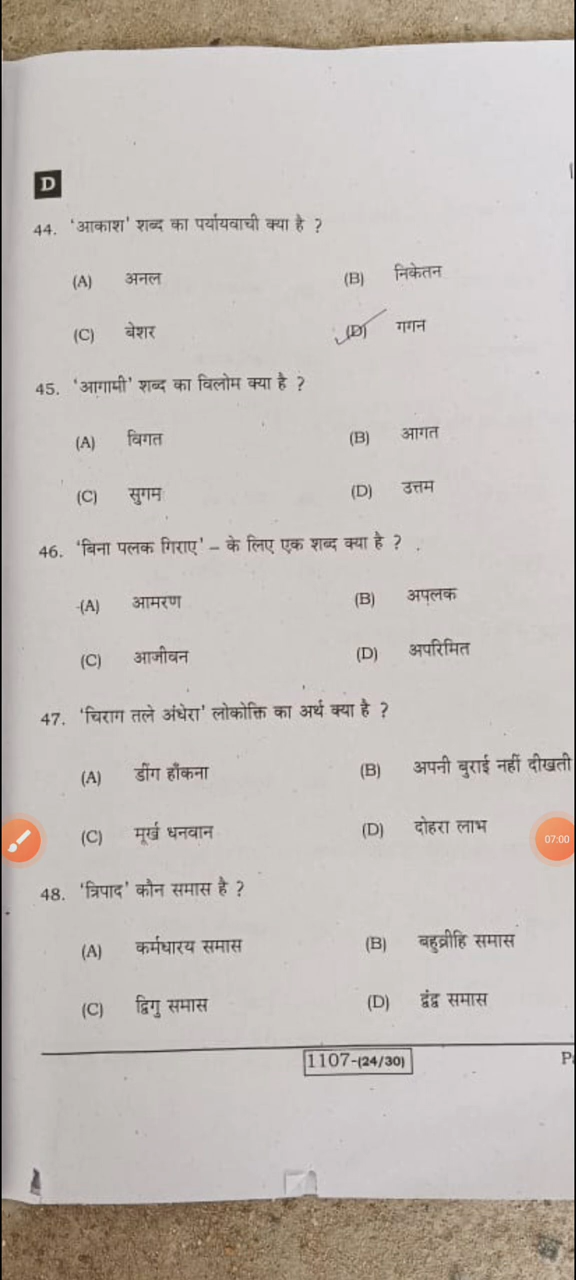 D
44. 'आकाश' शब्द का पर्यायवाची क्या है ?
(A) अनल (B) निकेतन
(C) बेशर (D) गगन
45. 'आगामी' शब्द का विलोम क्या है ?
(A) विगत (B) आगत
(C) सुगम (D) उत्तम
46. 'बिना पलक गिराए' – के लिए एक शब्द क्या है ?
(A) आमरण (B) अपलक
(C) आजीवन (D) अपरिमित
47. 'चिराग तले अंधेरा' लोकोक्ति का अर्थ क्या है ?
(A) डींग हाँकना (B) अपनी बुराई नहीं दीखती
(C) मूर्ख धनवान (D) दोहरा लाभ
07:00
48. 'त्रिपाद' कौन समास है ?
(A) कर्मधारय समास (B) बहुव्रीहि समास
(C) द्विगु समास (D) द्वंद्व समास
1107-(24/30)